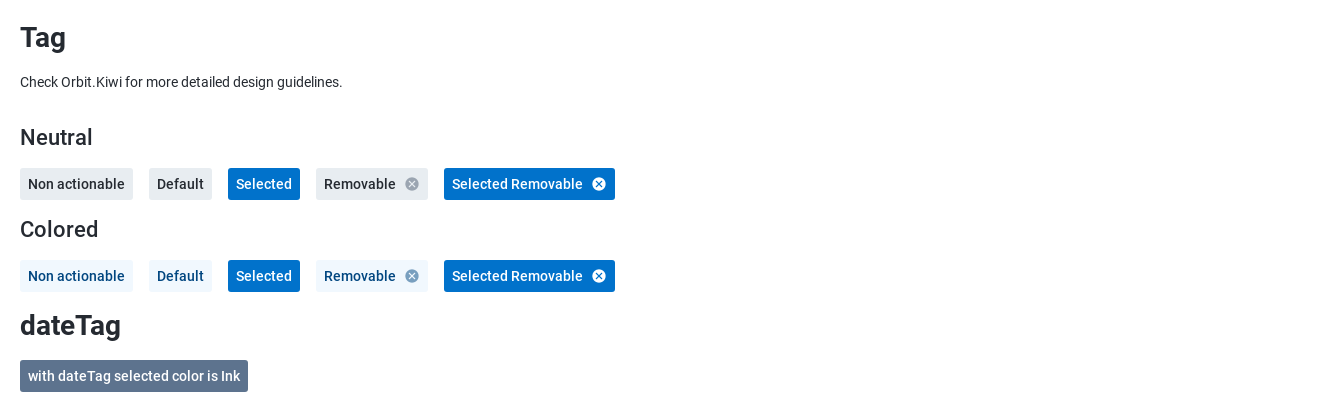 Tag
Check Orbit.Kiwi for more detailed design guidelines.
Neutral
Non actionable Default Selected Removable Selected Removable
Colored
Non actionable Default Selected Removable Selected Removable
dateTag
with dateTag selected color is Ink